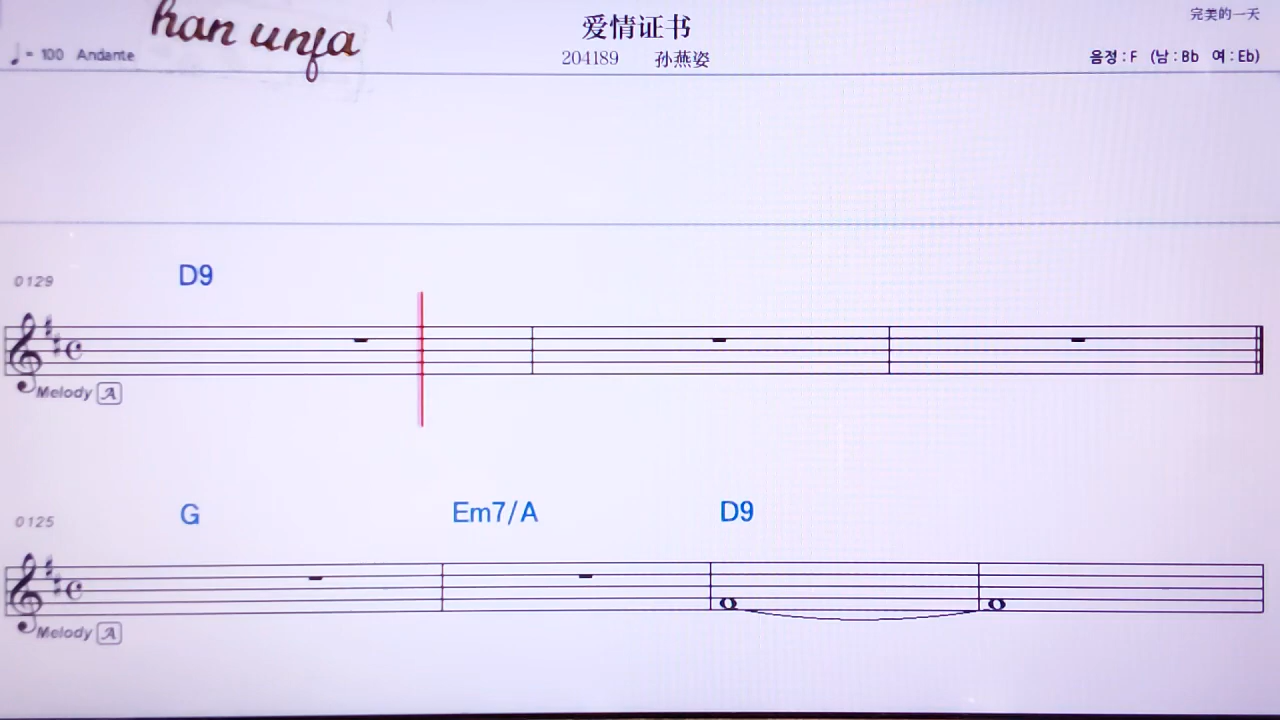 han unja
爱情证书
完美的一天
♩= 100 Andante
204189 孙燕姿
음정 : F (남 : Bb 여 : Eb)
0129
D9
Melody A
0125
G Em7/A D9
Melody A